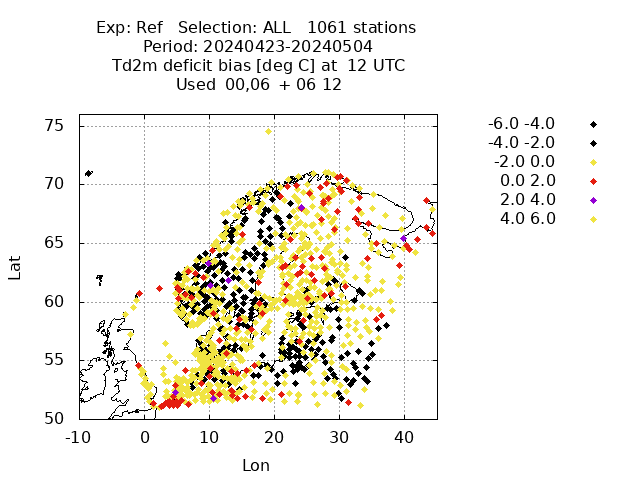 Exp: Ref   Selection: ALL   1061 stations
Period: 20240423-20240504
Td2m deficit bias [deg C] at  12 UTC
Used  00,06  + 06 12
-6.0 -4.0
-4.0 -2.0
-2.0 0.0
0.0 2.0
2.0 4.0
4.0 6.0
Lat
75
70
65
60
55
50
-10 0 10 20 30 40
Lon